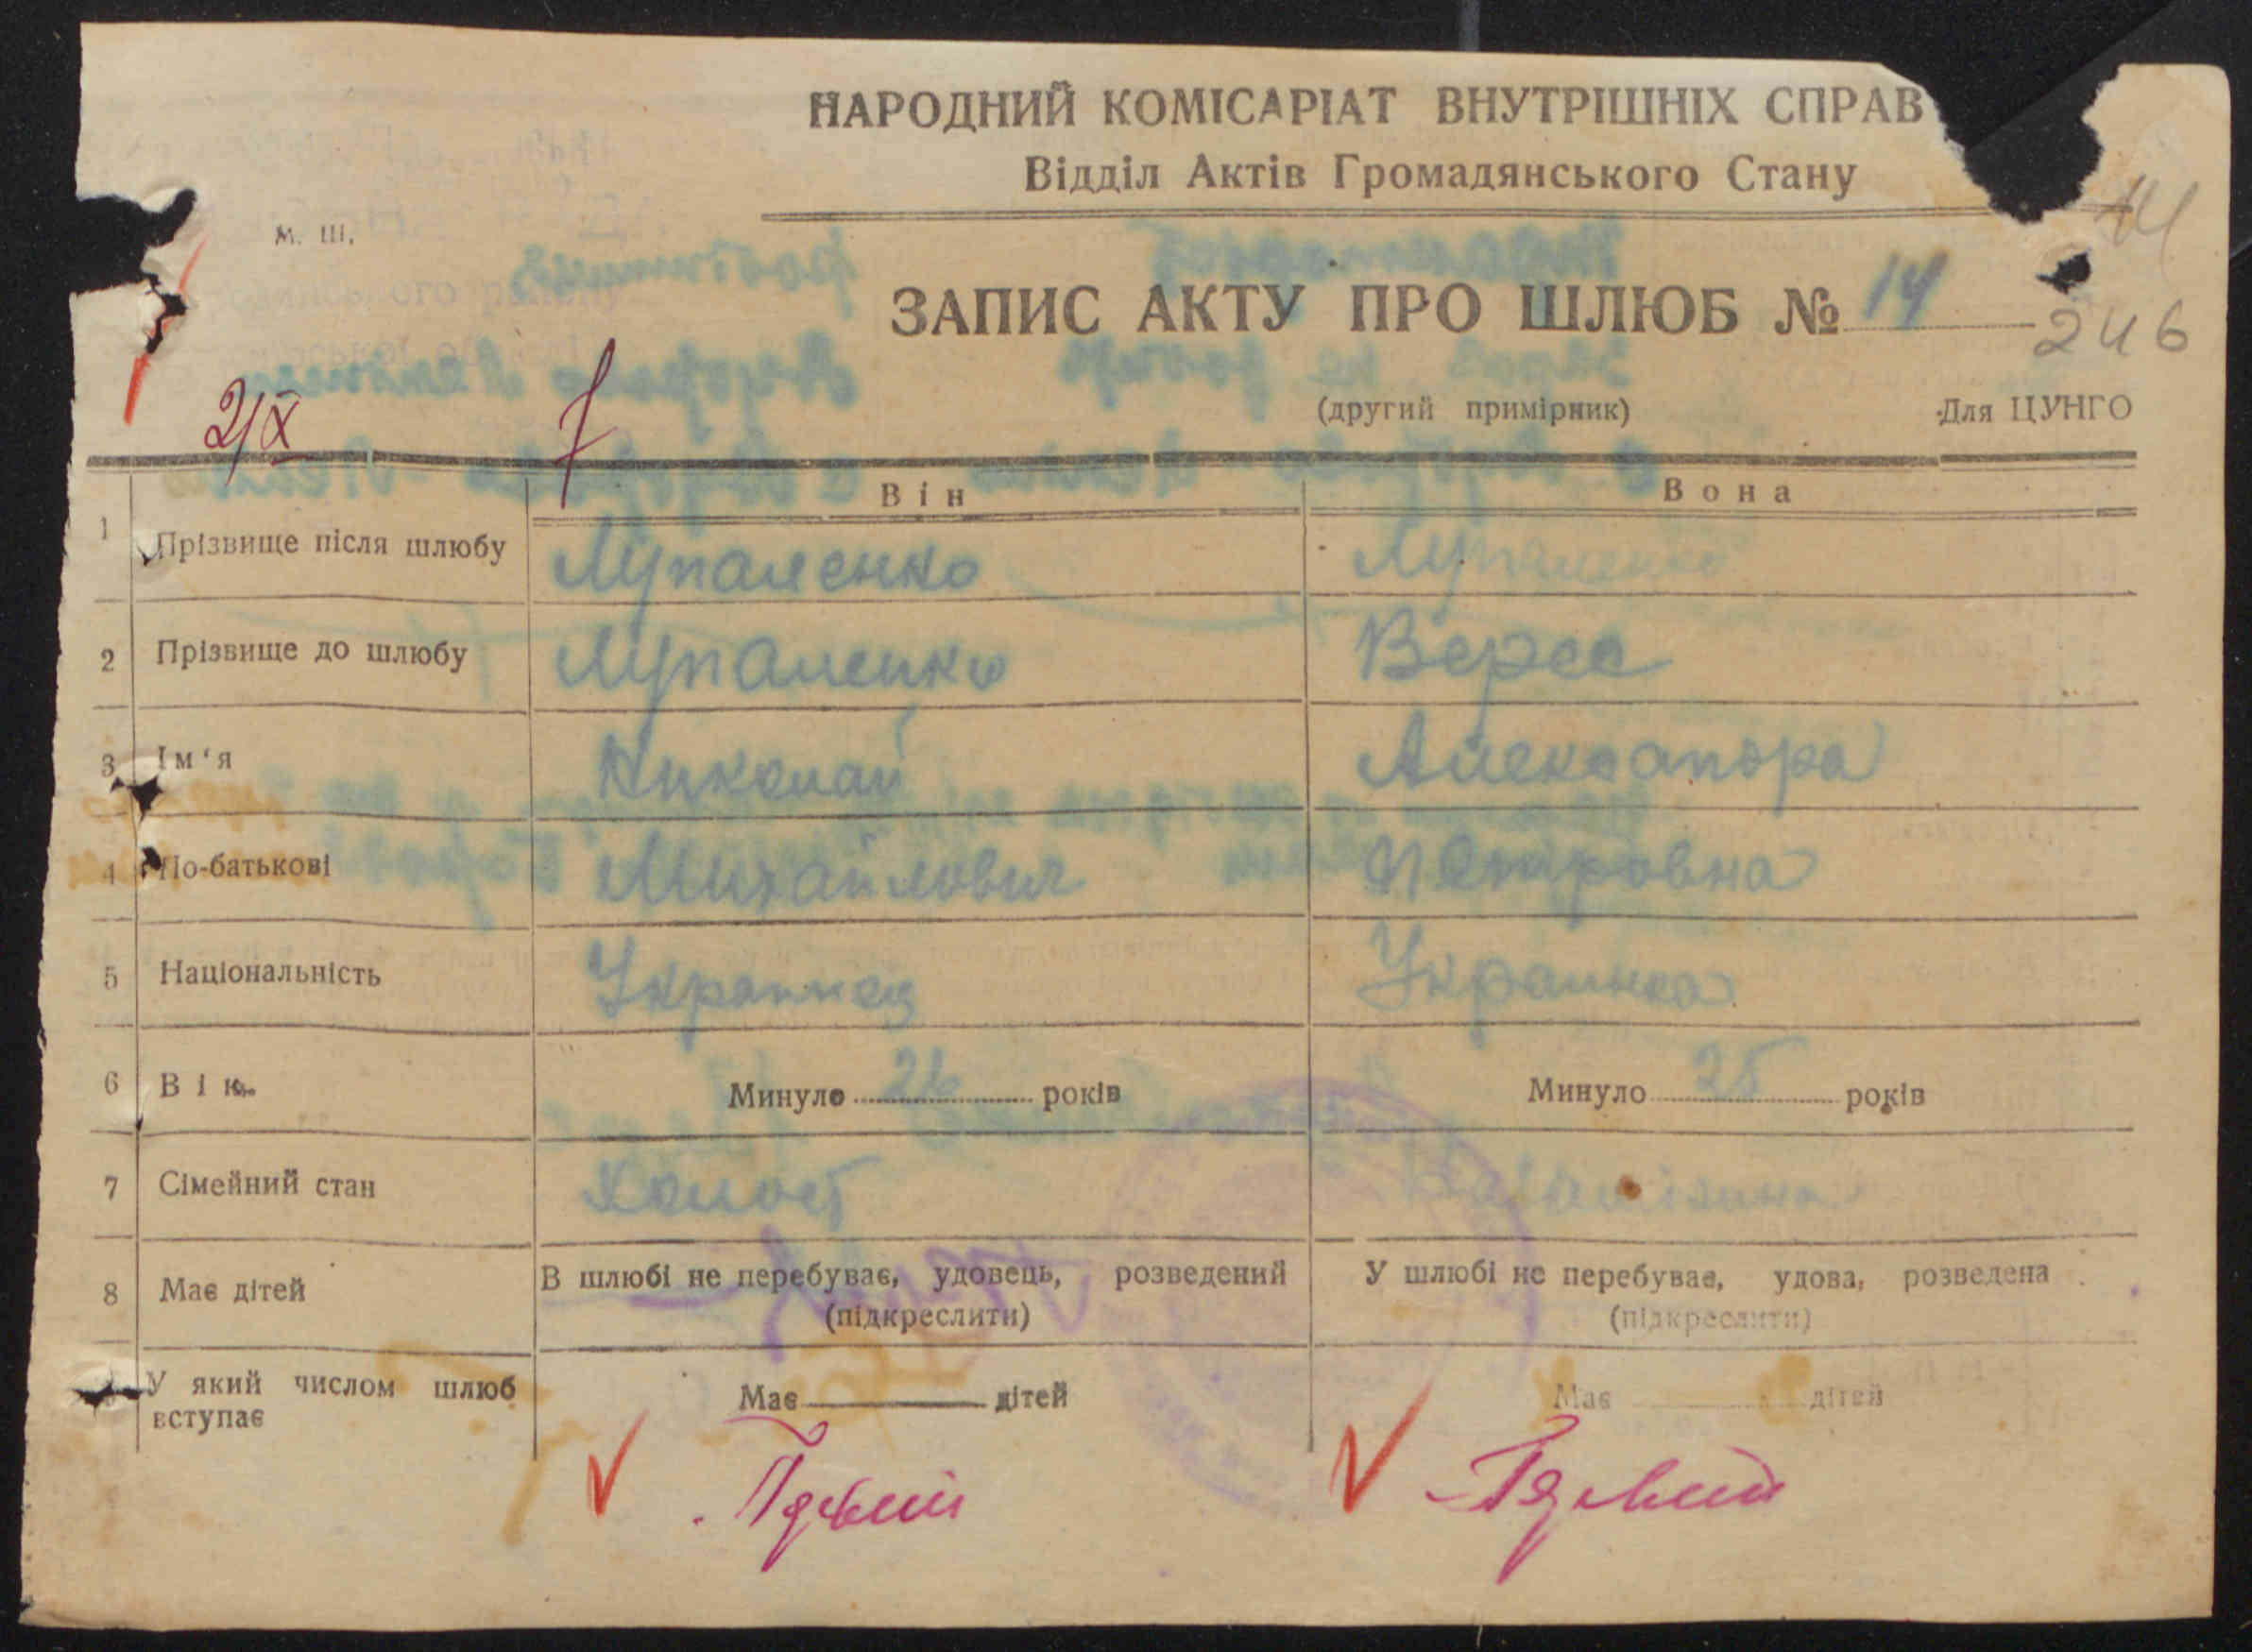 НАРОДНИЙ КОМІСАРІАТ ВНУТРІШНІХ СПРАВ
Відділ Актів Громадянського Стану
14
М. Ш.
ЗАПИС АКТУ ПРО ШЛЮБ № 14
246
(другий примірник) Для ЦУНГО
2/X 7
Він Вона
1 Прізвище після шлюбу Лупаленко Лупаленко
2 Прізвище до шлюбу Лупаленко Верес
3 Ім‘я Николай Александра
4 По-батькові Михайлович Петровна
5 Національність Украинец Украинка
6 Вік Минуло 26 років Минуло 25 років
7 Сімейний стан Холост
8 Має дітей В шлюбі не перебуває, удовець, розведений У шлюбі не перебуває, удова, розведена
(підкреслити) (підкреслити)
У який числом шлюб вступає Має дітей Має дітей